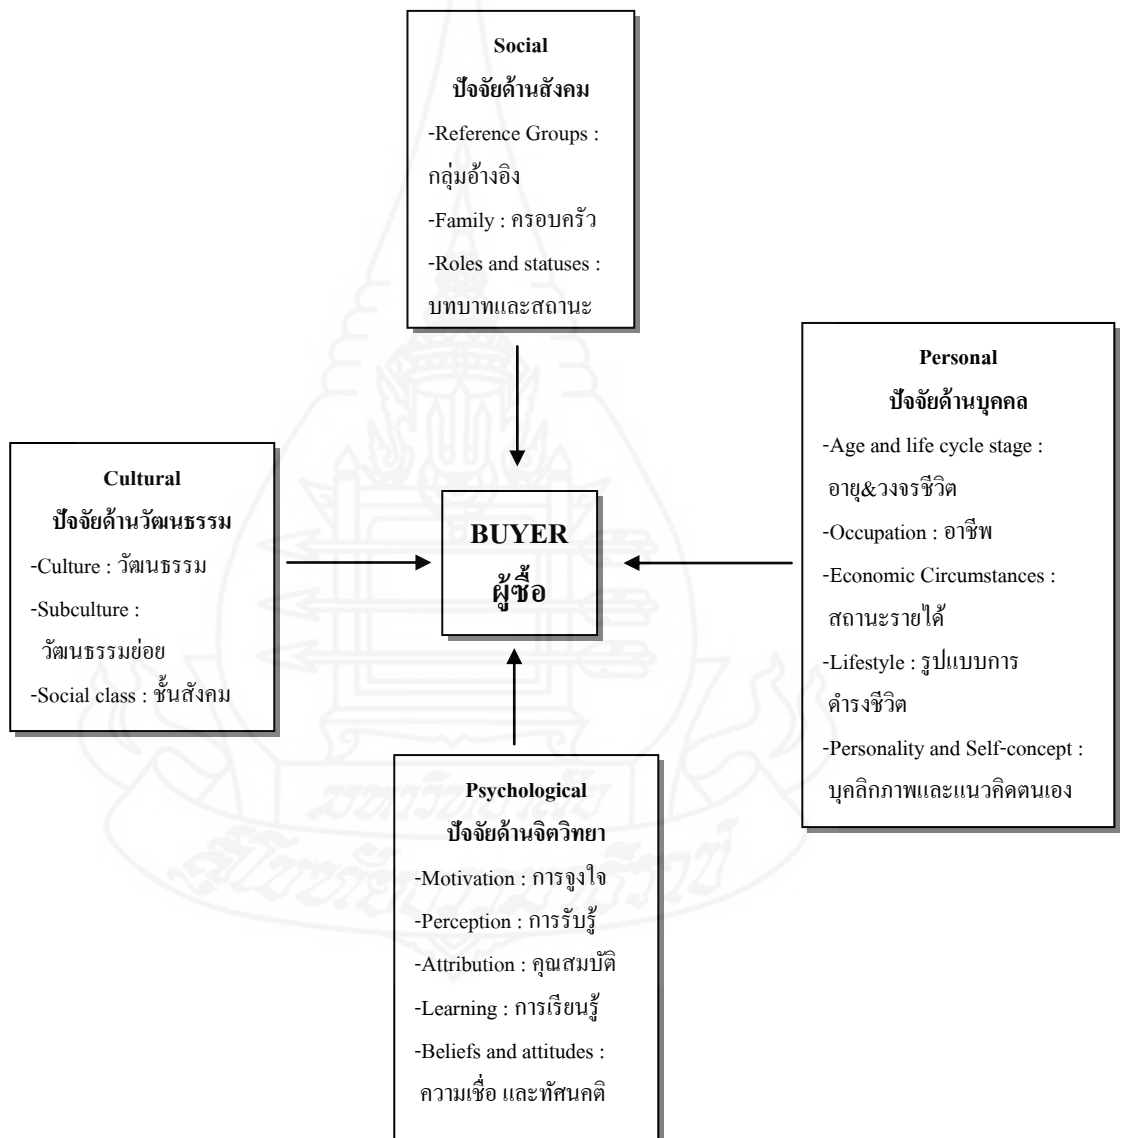 Social
ปัจจัยด้านสังคม
-Reference Groups :
กลุ่มอ้างอิง
-Family : ครอบครัว
-Roles and statuses :
บทบาทและสถานะ
Personal
ปัจจัยด้านบุคคล
-Age and life cycle stage :
อายุ&วงจรชีวิต
-Occupation : อาชีพ
-Economic Circumstances :
สถานะรายได้
-Lifestyle : รูปแบบการ
ดำรงชีวิต
-Personality and Self-concept :
บุคลิกภาพและแนวคิดตนเอง
Cultural
ปัจจัยด้านวัฒนธรรม
-Culture : วัฒนธรรม
-Subculture :
วัฒนธรรมย่อย
-Social class : ชั้นสังคม
BUYER
ผู้ซื้อ
Psychological
ปัจจัยด้านจิตวิทยา
-Motivation : การจูงใจ
-Perception : การรับรู้
-Attribution : คุณสมบัติ
-Learning : การเรียนรู้
-Beliefs and attitudes :
ความเชื่อ และทัศนคติ